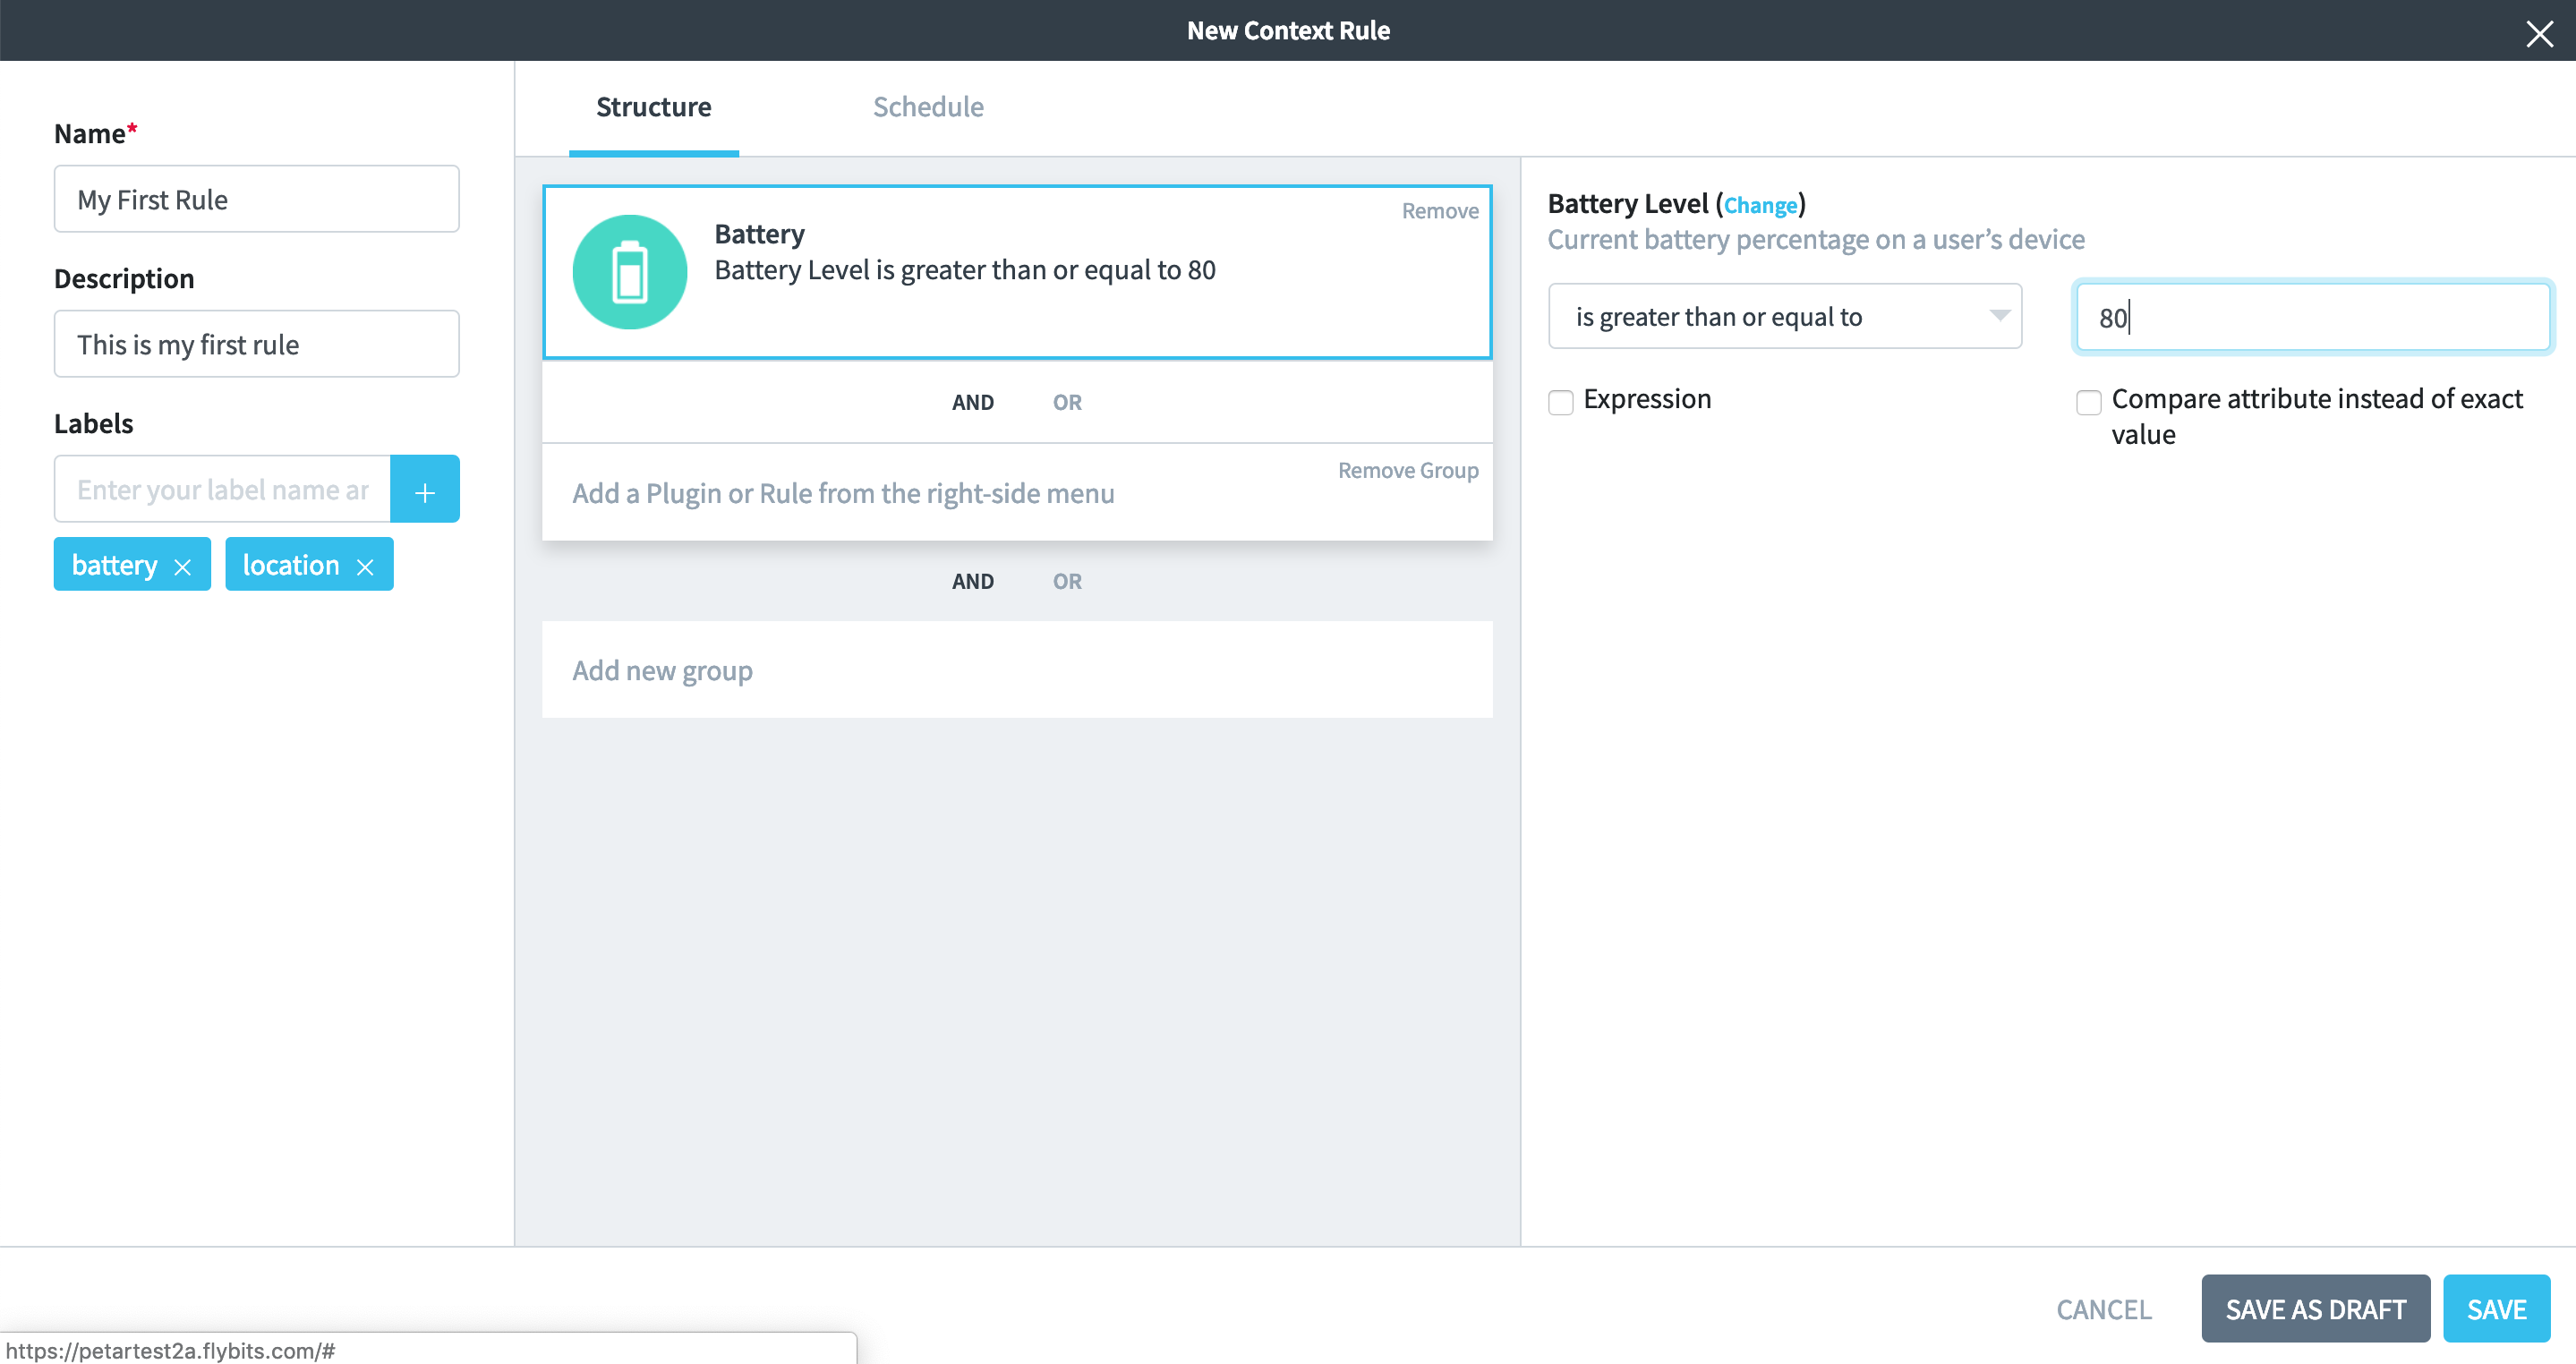 New Context Rule
Name*
My First Rule
Description
This is my first rule
Labels
Enter your label name ar
+
battery ×
location ×
Structure
Schedule
Remove
Battery
Battery Level is greater than or equal to 80
AND OR
Remove Group
Add a Plugin or Rule from the right-side menu
AND OR
Add new group
Battery Level (Change)
Current battery percentage on a user’s device
is greater than or equal to
80
Expression
Compare attribute instead of exact
value
CANCEL
SAVE AS DRAFT
SAVE
https://petartest2a.flybits.com/#